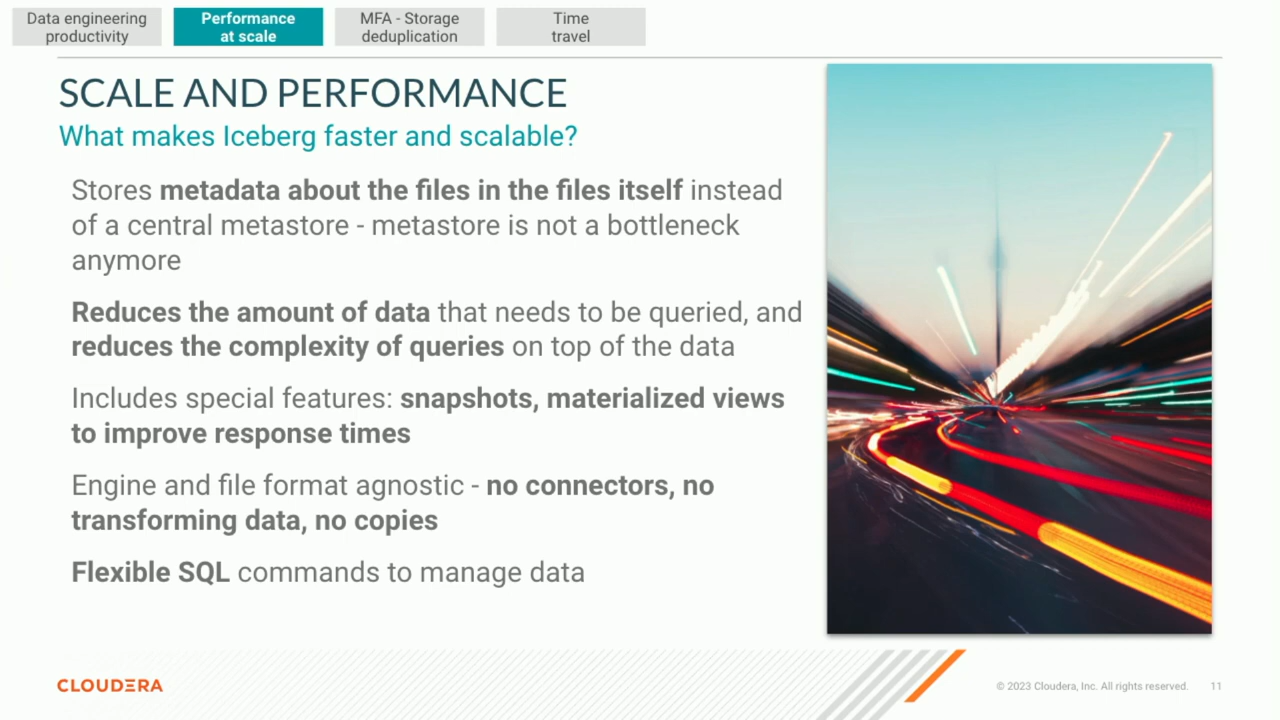 Data engineering
productivity
Performance
at scale
MFA - Storage
deduplication
Time
travel
SCALE AND PERFORMANCE
What makes Iceberg faster and scalable?
Stores metadata about the files in the files itself instead
of a central metastore - metastore is not a bottleneck
anymore
Reduces the amount of data that needs to be queried, and
reduces the complexity of queries on top of the data
Includes special features: snapshots, materialized views
to improve response times
Engine and file format agnostic - no connectors, no
transforming data, no copies
Flexible SQL commands to manage data
CLOUDERA
© 2023 Cloudera, Inc. All rights reserved. 11